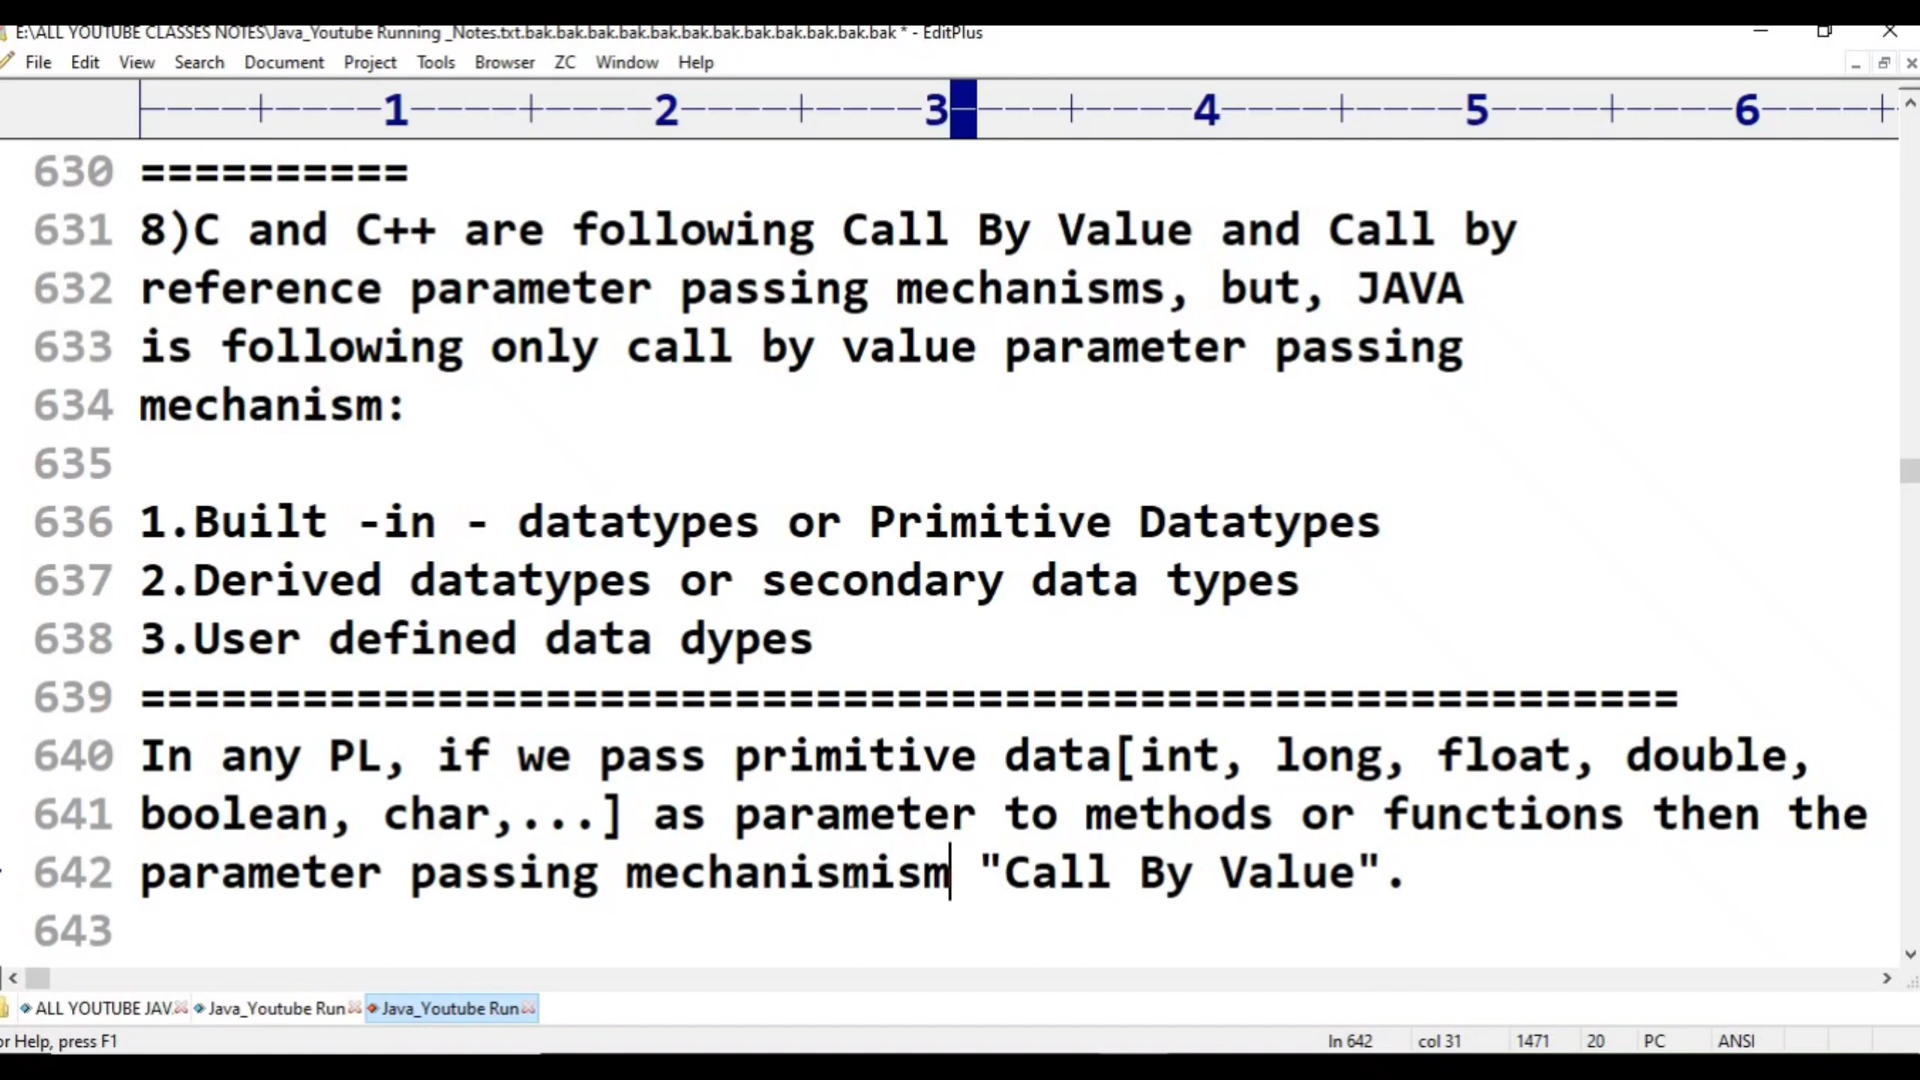 E:\ALL YOUTUBE CLASSES NOTES\Java_Youtube Running _Notes.txt.bak.bak.bak.bak.bak.bak.bak.bak.bak.bak.bak.bak * - EditPlus
File Edit View Search Document Project Tools Browser ZC Window Help
1 2 3 4 5 6
630 ==========
631 8)C and C++ are following Call By Value and Call by
632 reference parameter passing mechanisms, but, JAVA
633 is following only call by value parameter passing
634 mechanism:
635
636 1.Built -in - datatypes or Primitive Datatypes
637 2.Derived datatypes or secondary data types
638 3.User defined data dypes
639 =========================================================
640 In any PL, if we pass primitive data[int, long, float, double,
641 boolean, char,...] as parameter to methods or functions then the
642 parameter passing mechanismism "Call By Value".
643
ALL YOUTUBE JAV Java_Youtube Run Java_Youtube Run
or Help, press F1 ln 642 col 31 1471 20 PC ANSI